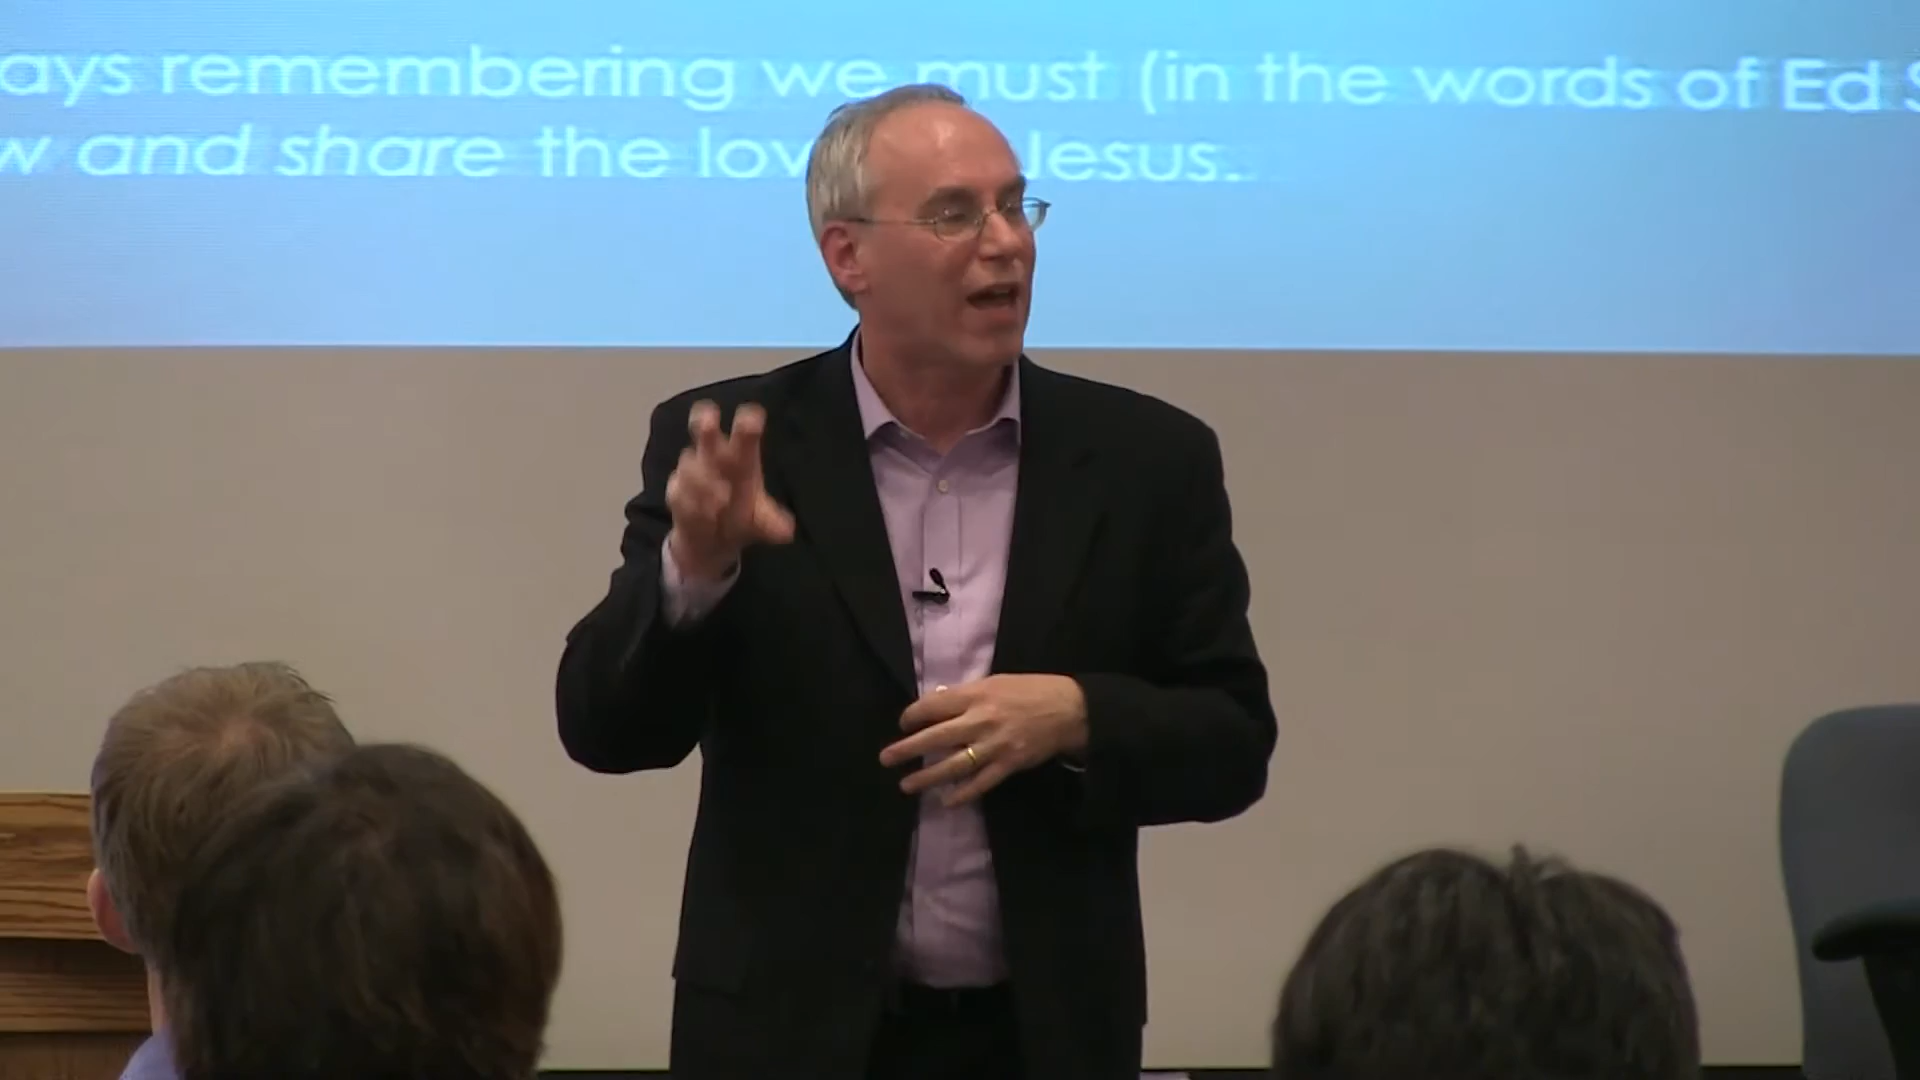 ays remembering we must (in the words of Ed S
w and share the lov Jesus.